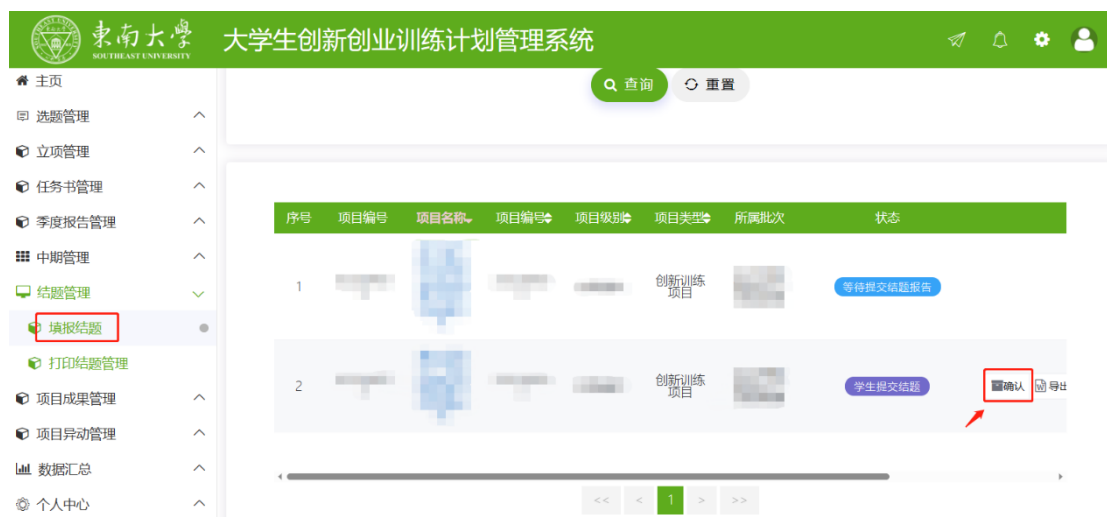 東南大學 大学生创新创业训练计划管理系统
SOUTHEAST UNIVERSITY
主页
选题管理
立项管理
任务书管理
季度报告管理
中期管理
结题管理
填报结题
打印结题管理
项目成果管理
项目异动管理
数据汇总
个人中心
查询 重置
序号 项目编号 项目名称 项目编号 项目级别 项目类型 所属批次 状态
1 创新训练
项目 等待提交结题报告
2 创新训练
项目 学生提交结题 确认 导出
<< < 1 > >>